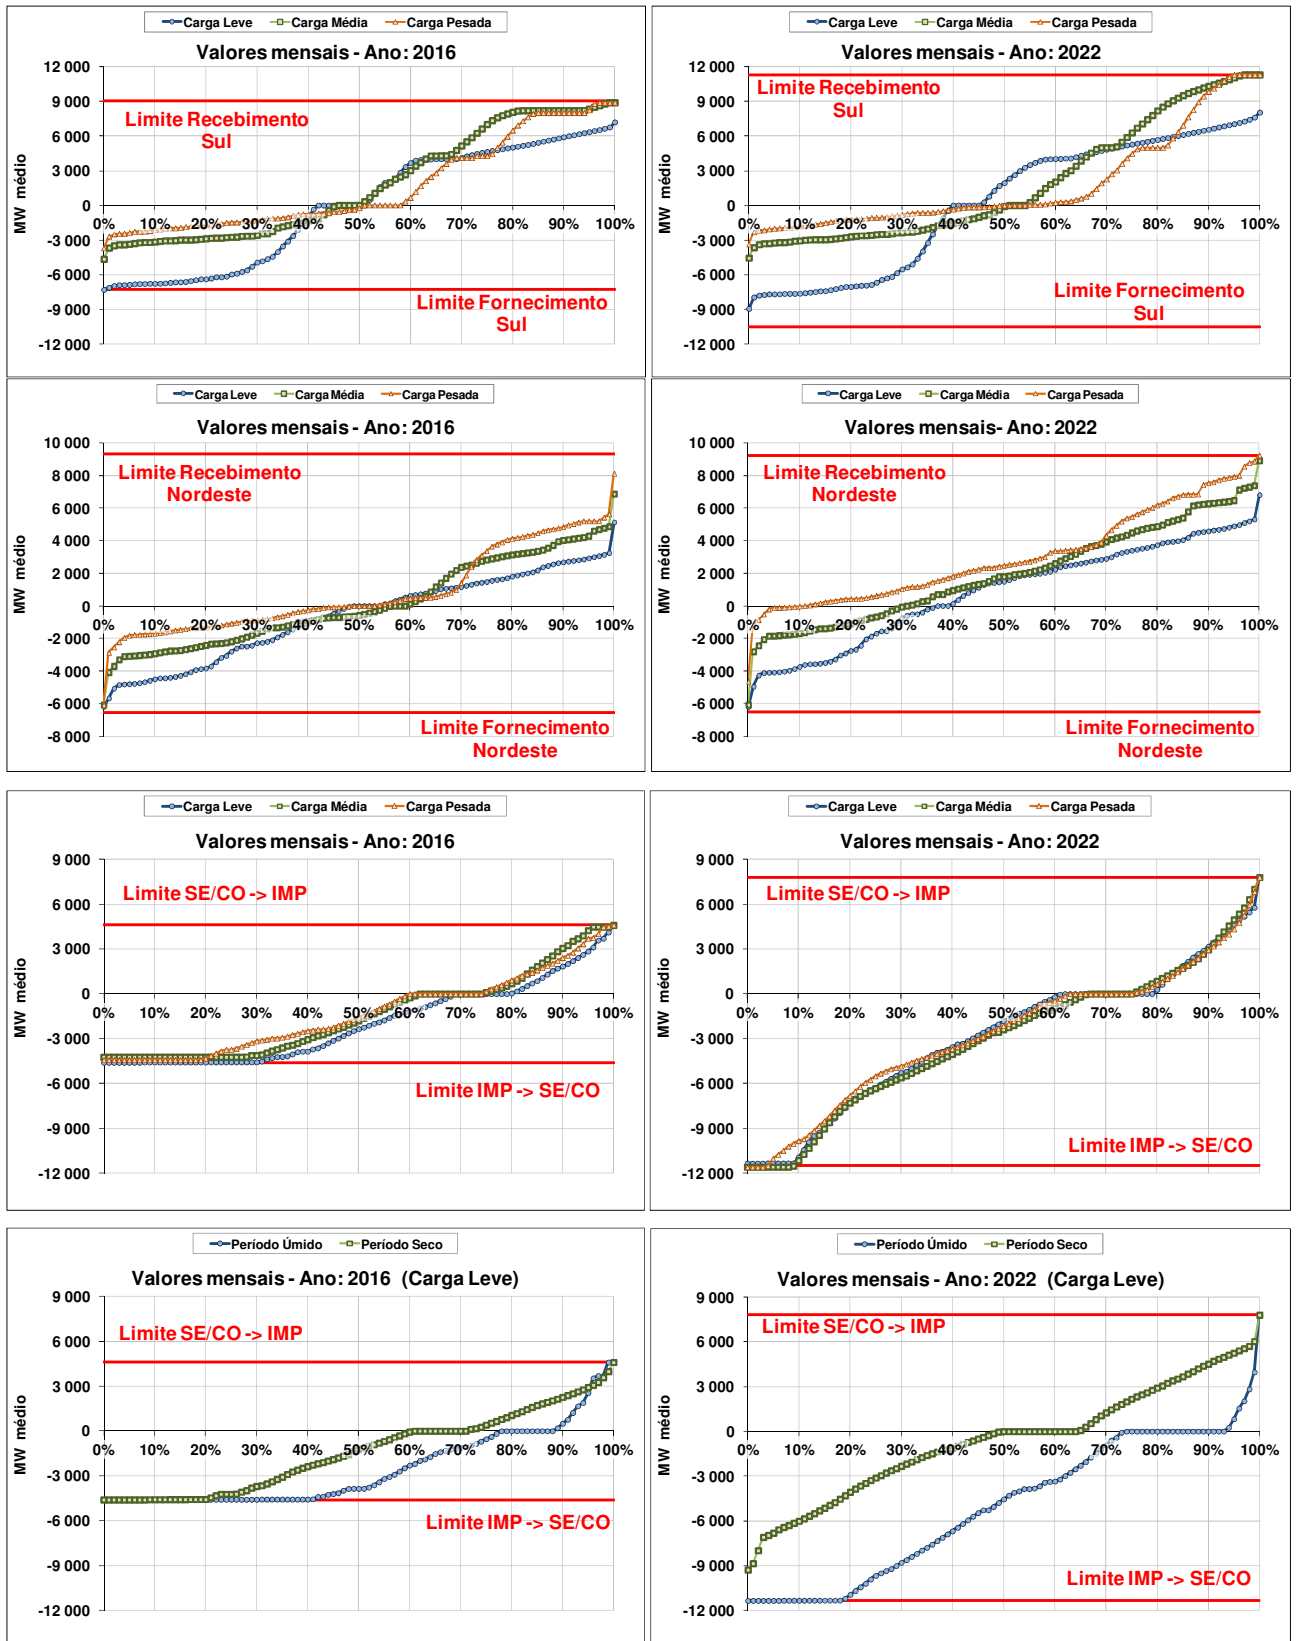 Carga Leve Carga Média Carga Pesada
Valores mensais - Ano: 2016
12 000
9 000
6 000
3 000
0
-3 000
-6 000
-9 000
-12 000
MW médio
0% 10% 20% 30% 40% 50% 60% 70% 80% 90% 100%
Limite Recebimento
Sul
Limite Fornecimento
Sul
Carga Leve Carga Média Carga Pesada
Valores mensais - Ano: 2022
12 000
9 000
6 000
3 000
0
-3 000
-6 000
-9 000
-12 000
MW médio
0% 10% 20% 30% 40% 50% 60% 70% 80% 90% 100%
Limite Recebimento
Sul
Limite Fornecimento
Sul
Carga Leve Carga Média Carga Pesada
Valores mensais - Ano: 2016
10 000
8 000
6 000
4 000
2 000
0
-2 000
-4 000
-6 000
-8 000
MW médio
0% 10% 20% 30% 40% 50% 60% 70% 80% 90% 100%
Limite Recebimento
Nordeste
Limite Fornecimento
Nordeste
Carga Leve Carga Média Carga Pesada
Valores mensais- Ano: 2022
10 000
8 000
6 000
4 000
2 000
0
-2 000
-4 000
-6 000
-8 000
MW médio
0% 10% 20% 30% 40% 50% 60% 70% 80% 90% 100%
Limite Recebimento
Nordeste
Limite Fornecimento
Nordeste
Carga Leve Carga Média Carga Pesada
Valores mensais - Ano: 2016
9 000
6 000
3 000
0
-3 000
-6 000
-9 000
-12 000
MW médio
0% 10% 20% 30% 40% 50% 60% 70% 80% 90% 100%
Limite SE/CO -> IMP
Limite IMP -> SE/CO
Carga Leve Carga Média Carga Pesada
Valores mensais - Ano: 2022
9 000
6 000
3 000
0
-3 000
-6 000
-9 000
-12 000
MW médio
0% 10% 20% 30% 40% 50% 60% 70% 80% 90% 100%
Limite SE/CO -> IMP
Limite IMP -> SE/CO
Período Úmido Período Seco
Valores mensais - Ano: 2016 (Carga Leve)
9 000
6 000
3 000
0
-3 000
-6 000
-9 000
-12 000
MW médio
0% 10% 20% 30% 40% 50% 60% 70% 80% 90% 100%
Limite SE/CO -> IMP
Limite IMP -> SE/CO
Período Úmido Período Seco
Valores mensais - Ano: 2022 (Carga Leve)
9 000
6 000
3 000
0
-3 000
-6 000
-9 000
-12 000
MW médio
0% 10% 20% 30% 40% 50% 60% 70% 80% 90% 100%
Limite SE/CO -> IMP
Limite IMP -> SE/CO